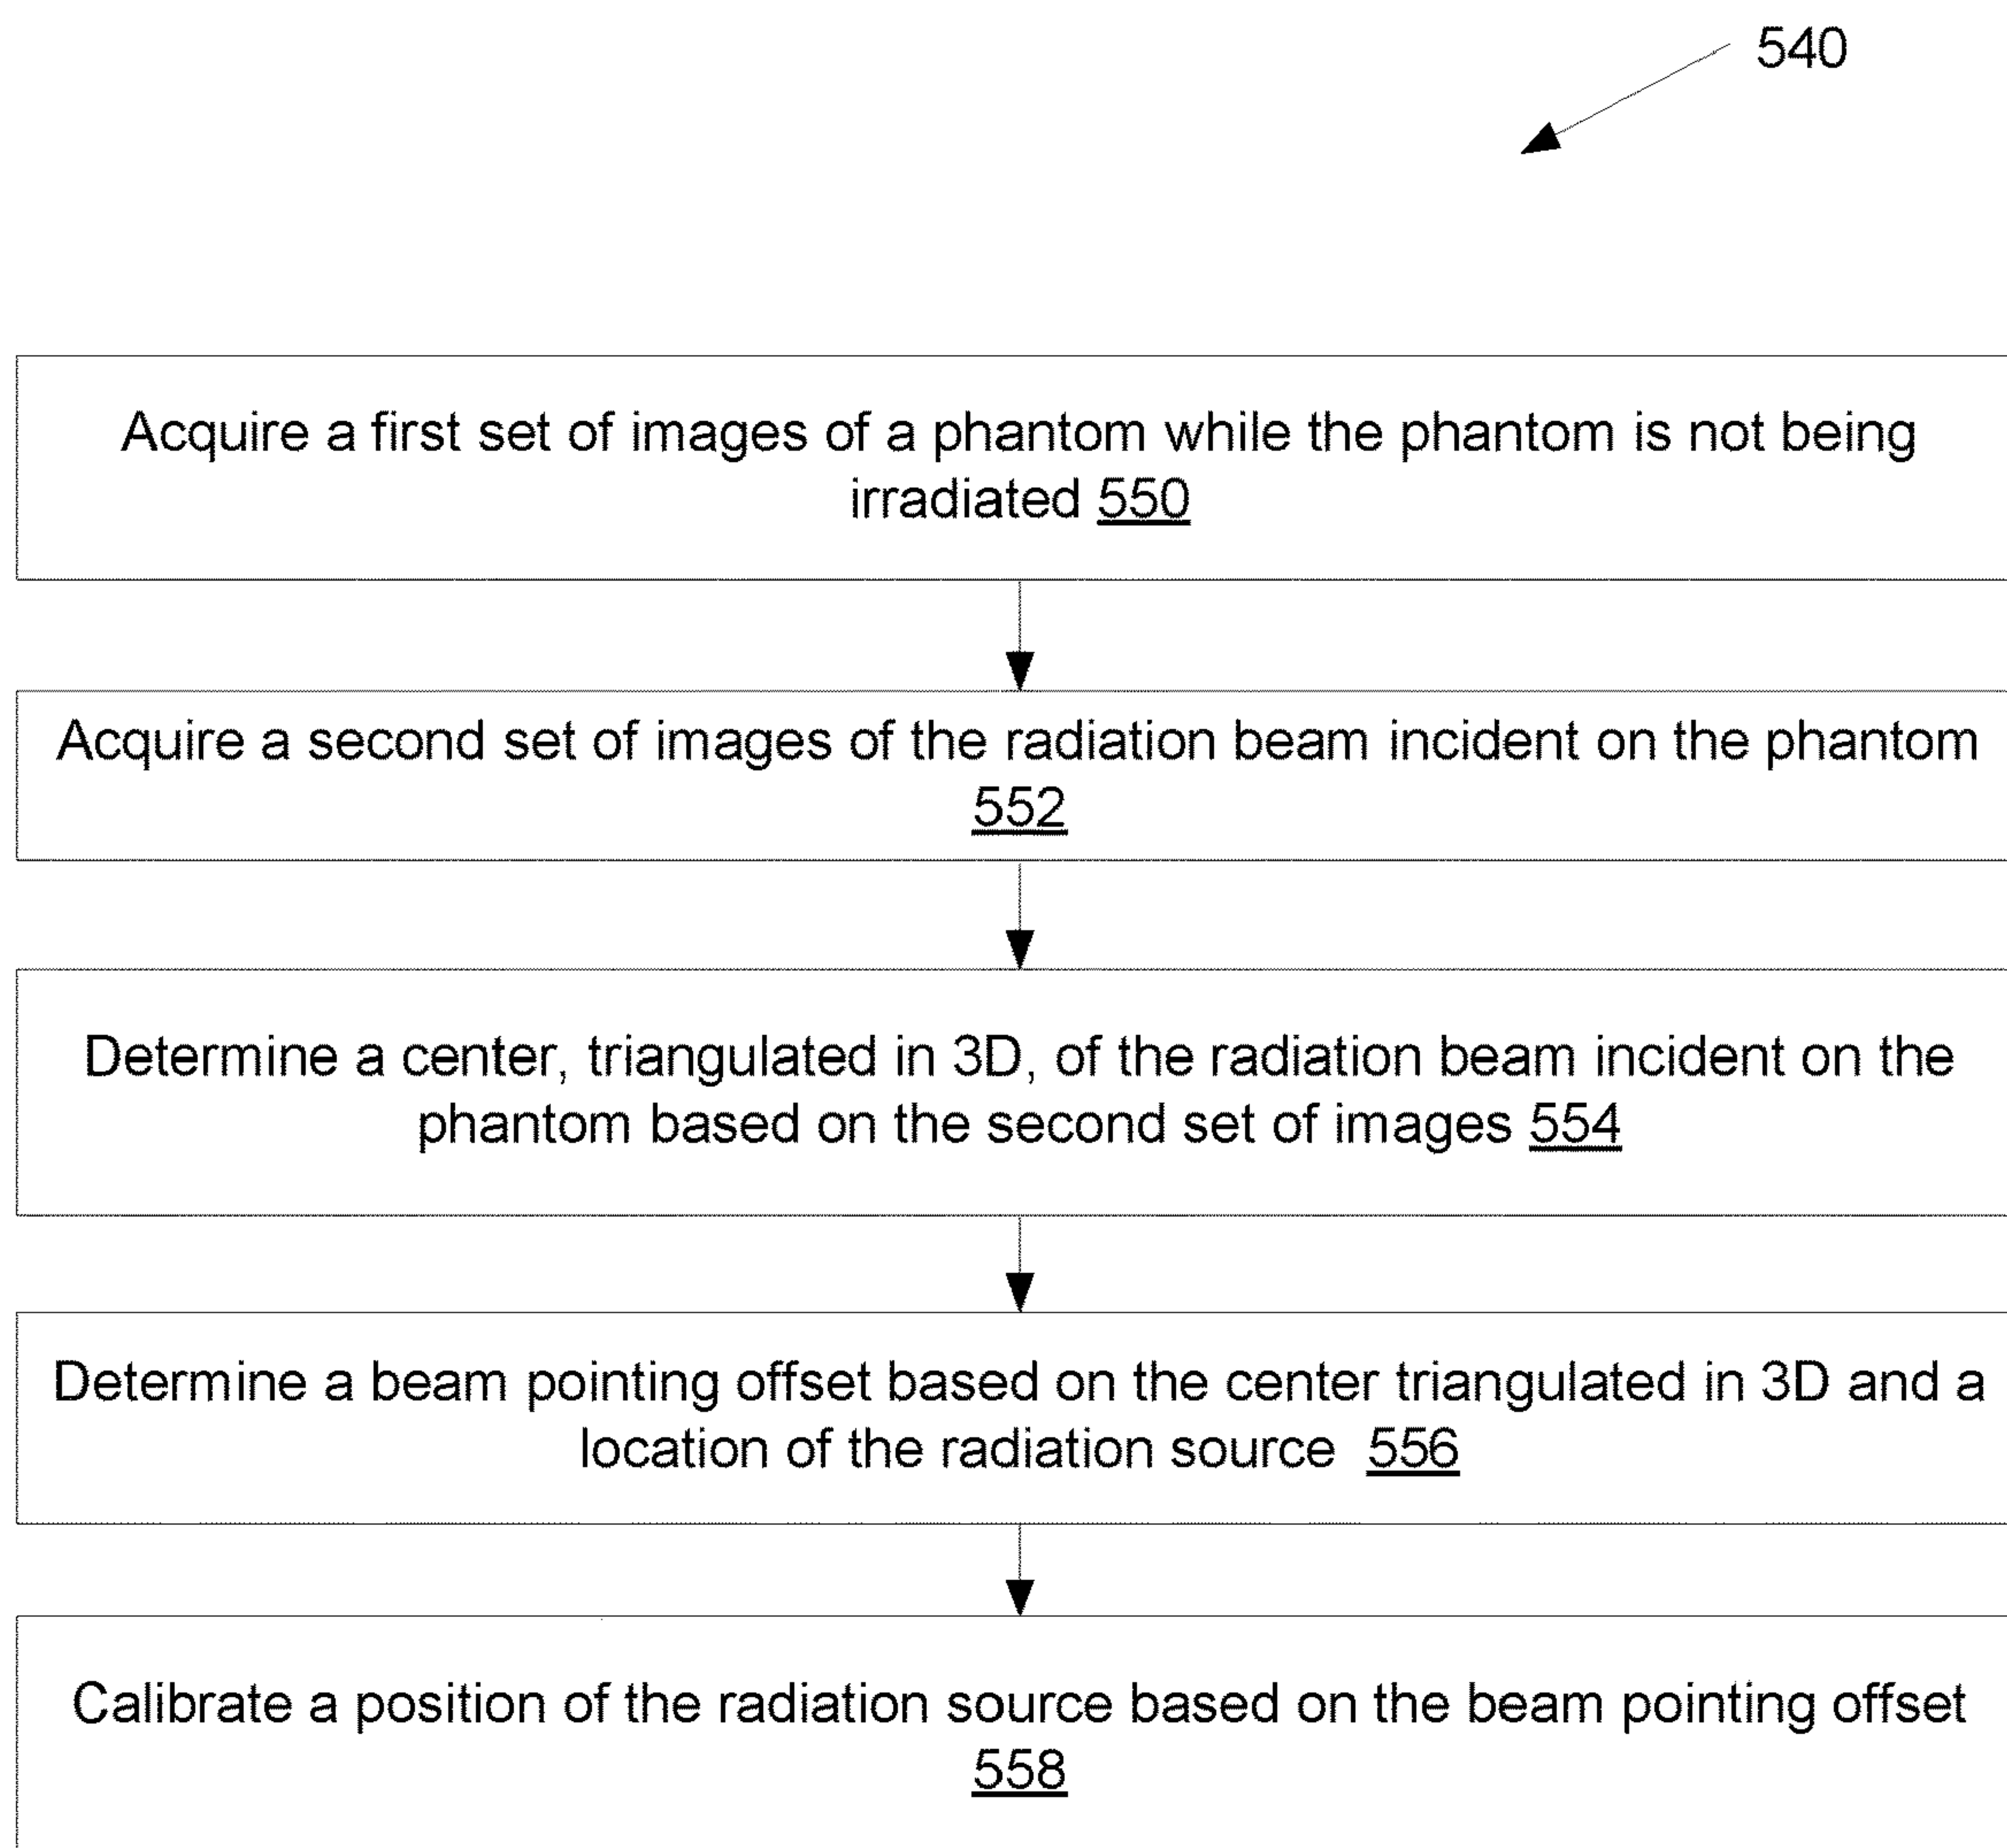 540
Acquire a first set of images of a phantom while the phantom is not being
irradiated 550
Acquire a second set of images of the radiation beam incident on the phantom
552
Determine a center, triangulated in 3D, of the radiation beam incident on the
phantom based on the second set of images 554
Determine a beam pointing offset based on the center triangulated in 3D and a
location of the radiation source 556
Calibrate a position of the radiation source based on the beam pointing offset
558